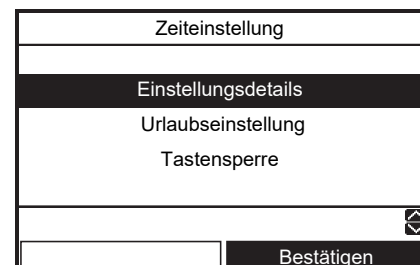 Zeiteinstellung
Einstellungsdetails
Urlaubseinstellung
Tastensperre
Bestätigen